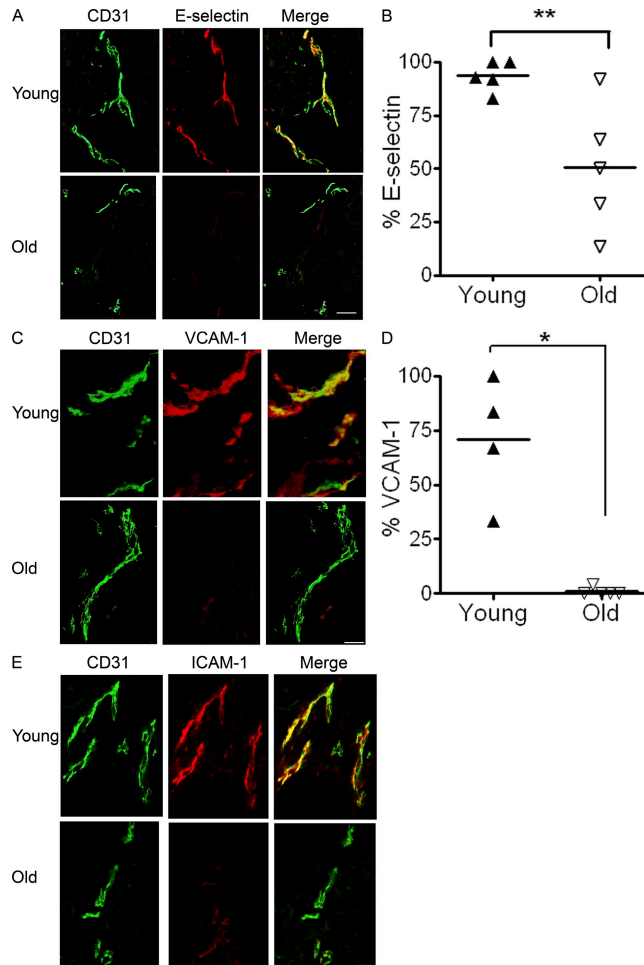 A
CD31 E-selectin Merge
Young
Old
B
**
% E-selectin
100
75
50
25
0
Young Old
C
CD31 VCAM-1 Merge
Young
Old
D
*
% VCAM-1
100
75
50
25
0
Young Old
E
CD31 ICAM-1 Merge
Young
Old